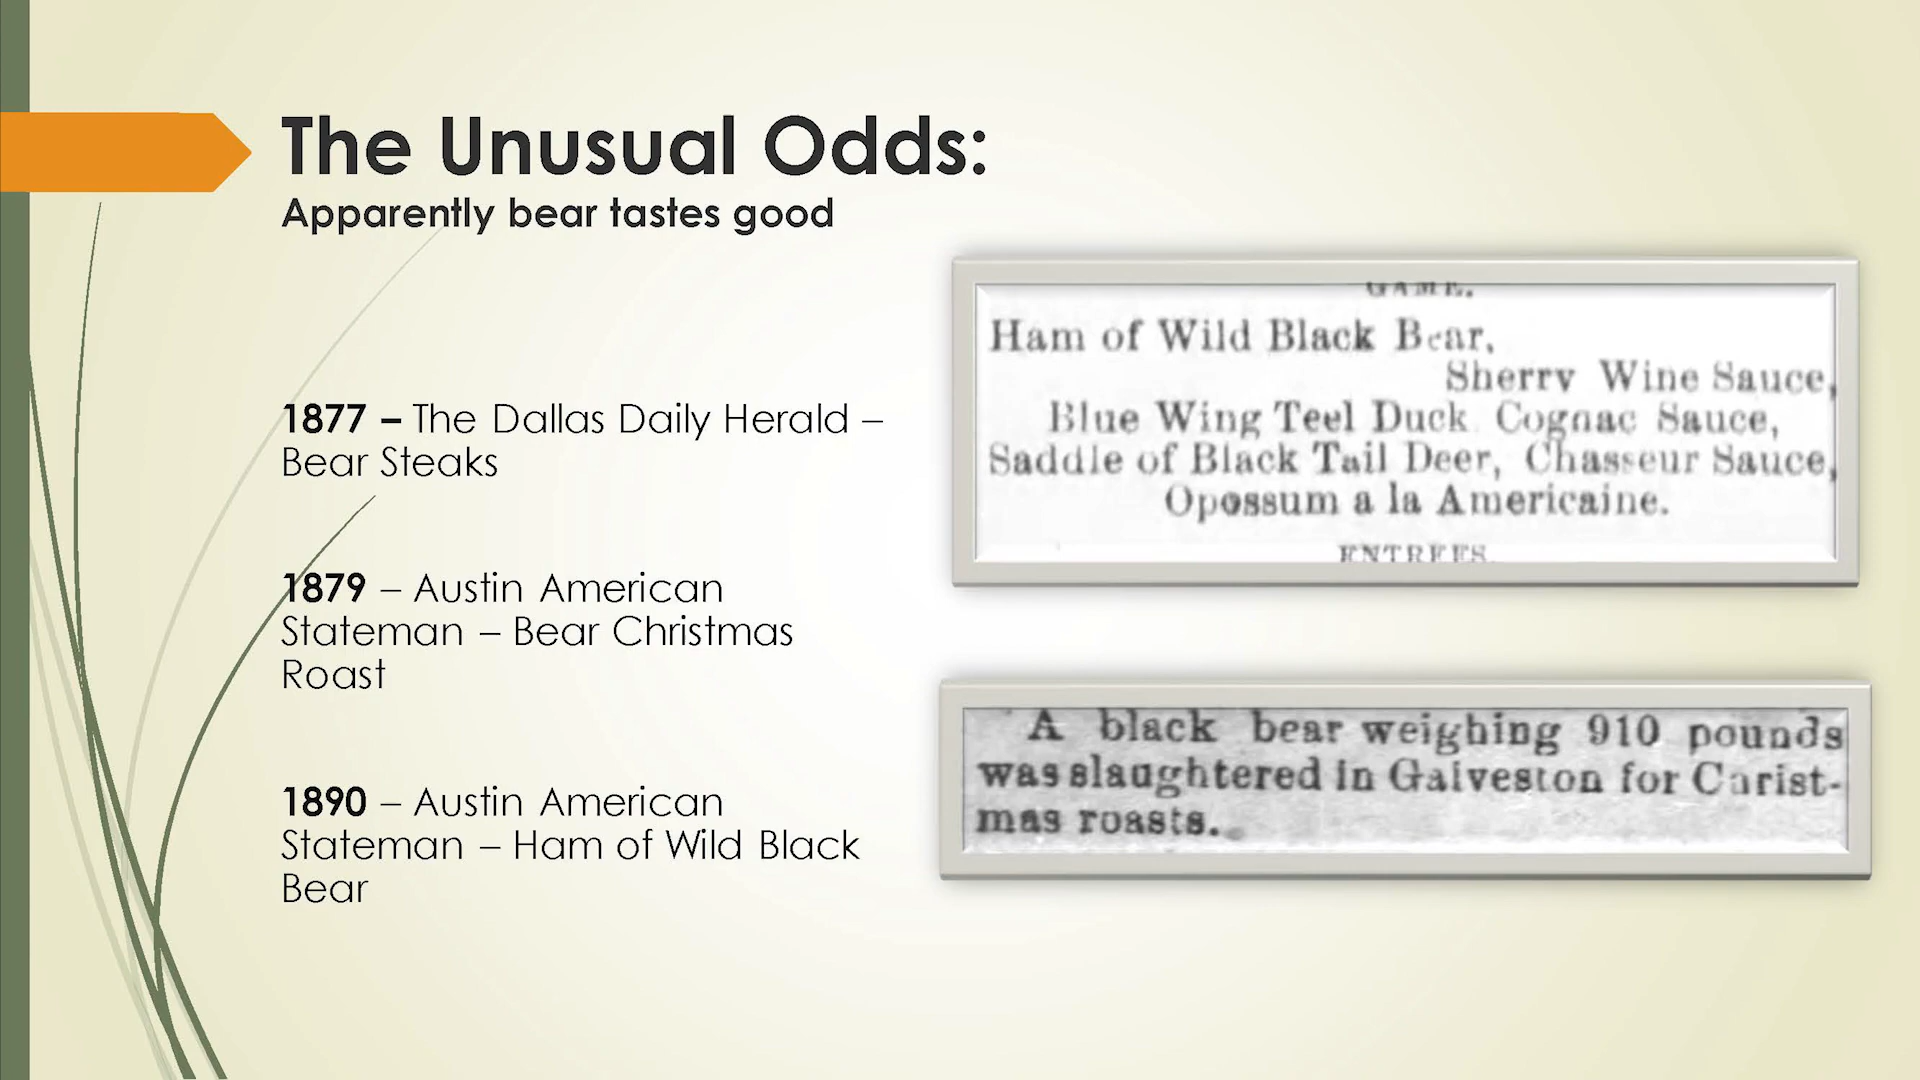 The Unusual Odds:
Apparently bear tastes good
1877 – The Dallas Daily Herald –
Bear Steaks
1879 – Austin American
Stateman – Bear Christmas
Roast
1890 – Austin American
Stateman – Ham of Wild Black
Bear
GAME.
Ham of Wild Black Bear,
Sherry Wine Sauce,
Blue Wing Teel Duck Cognac Sauce,
Saddle of Black Tail Deer, Chasseur Sauce,
Opossum a la Americaine.
ENTREES
A black bear weighing 910 pounds
was slaughtered in Galveston for Christ-
mas roasts.